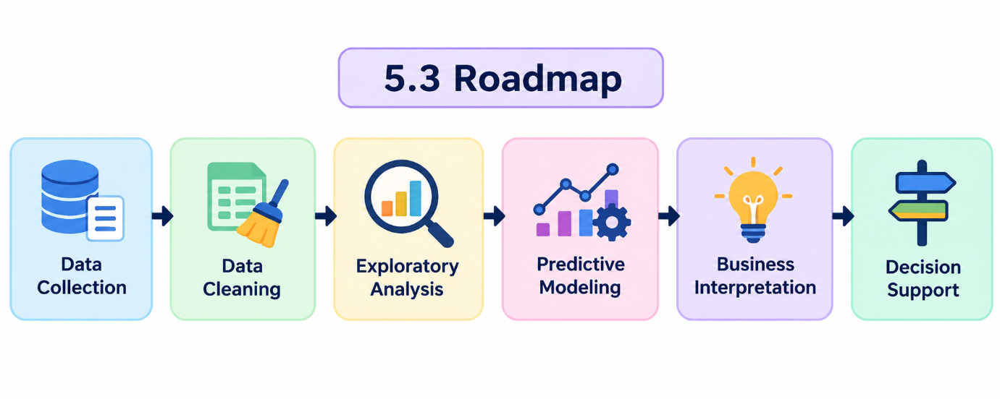 5.3 Roadmap
Data
Collection
Data
Cleaning
Exploratory
Analysis
Predictive
Modeling
Business
Interpretation
Decision
Support